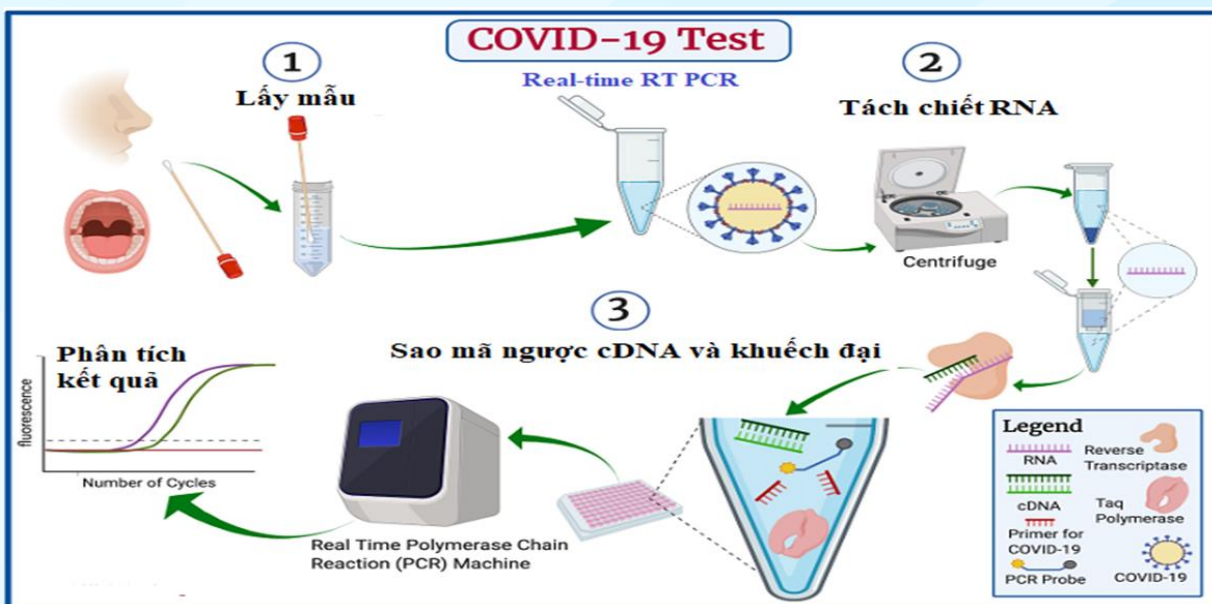 COVID-19 Test
Real-time RT PCR
1
Lấy mẫu
2
Tách chiết RNA
Centrifuge
3
Sao mã ngược cDNA và khuếch đại
Phân tích
kết quả
fluorescence
Number of Cycles
Real Time Polymerase Chain
Reaction (PCR) Machine
Legend
RNA
Reverse
Transcriptase
cDNA
Taq
Polymerase
Primer for
COVID-19
PCR Probe
COVID-19